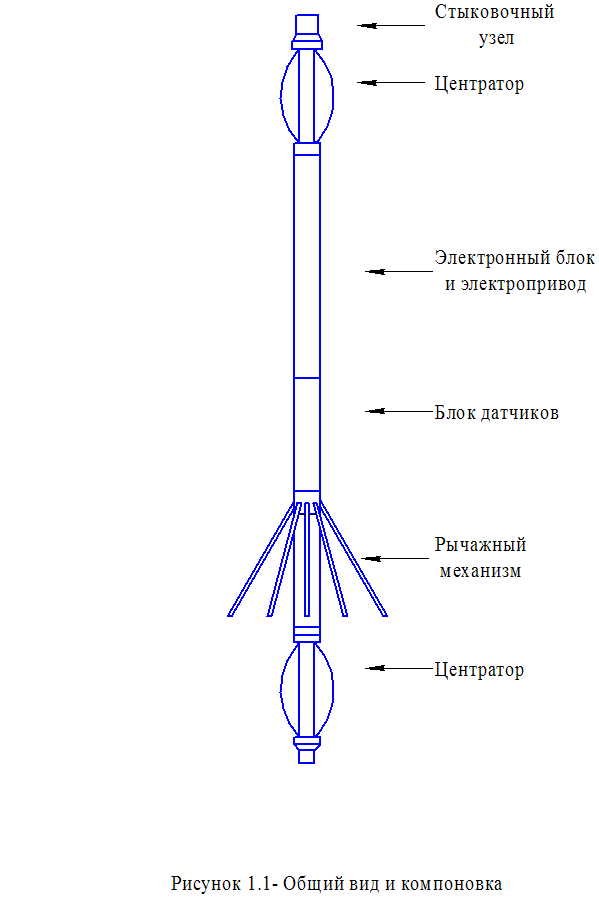 Стыковочный
узел
Центратор
Электронный блок
и электропривод
Блок датчиков
Рычажный
механизм
Центратор
Рисунок 1.1- Общий вид и компоновка